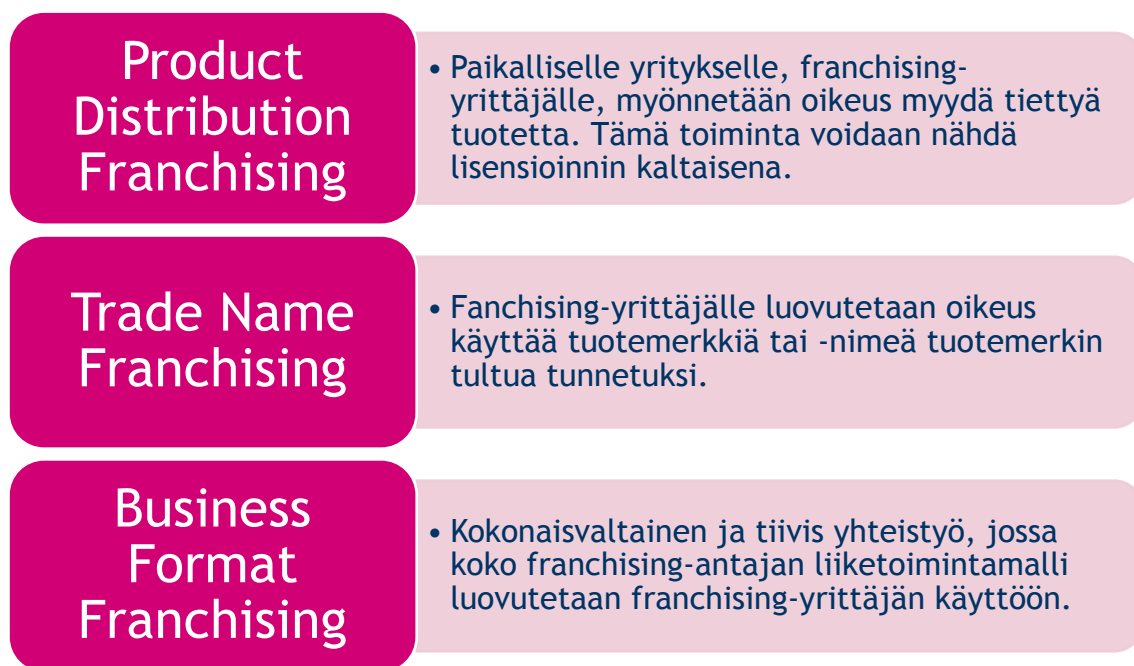 Product
Distribution
Franchising
• Paikalliselle yritykselle, franchising-
yrittäjälle, myönnetään oikeus myydä tiettyä
tuotetta. Tämä toiminta voidaan nähdä
lisensioinnin kaltaisena.
Trade Name
Franchising
• Fanchising-yrittäjälle luovutetaan oikeus
käyttää tuotemerkkiä tai -nimeä tuotemerkin
tultua tunnetuksi.
Business
Format
Franchising
• Kokonaisvaltainen ja tiivis yhteistyö, jossa
koko franchising-antajan liiketoimintamalli
luovutetaan franchising-yrittäjän käyttöön.